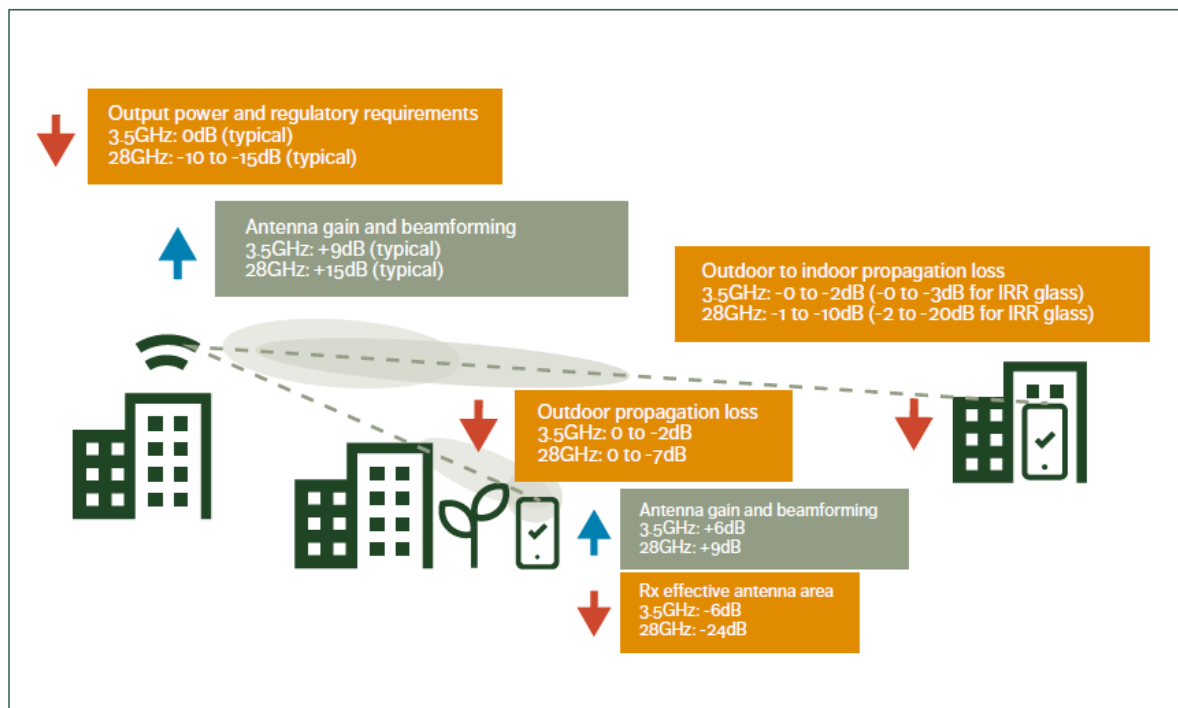 Output power and regulatory requirements
3.5GHz: 0dB (typical)
28GHz: -10 to -15dB (typical)
Antenna gain and beamforming
3.5GHz: +9dB (typical)
28GHz: +15dB (typical)
Outdoor to indoor propagation loss
3.5GHz: -0 to -2dB (-0 to -3dB for IRR glass)
28GHz: -1 to -10dB (-2 to -20dB for IRR glass)
Outdoor propagation loss
3.5GHz: 0 to -2dB
28GHz: 0 to -7dB
Antenna gain and beamforming
3.5GHz: +6dB
28GHz: +9dB
Rx effective antenna area
3.5GHz: -6dB
28GHz: -24dB